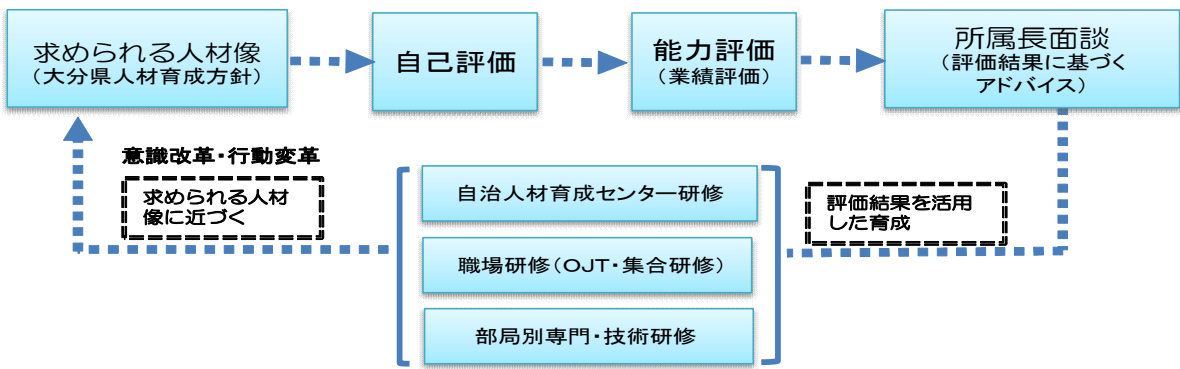 求められる人材像
（大分県人材育成方針）
自己評価
能力評価
（業績評価）
所属長面談
（評価結果に基づく
アドバイス）
意識改革・行動変革
求められる人材
像に近づく
自治人材育成センター研修
職場研修（OJT・集合研修）
部局別専門・技術研修
評価結果を活用
した育成